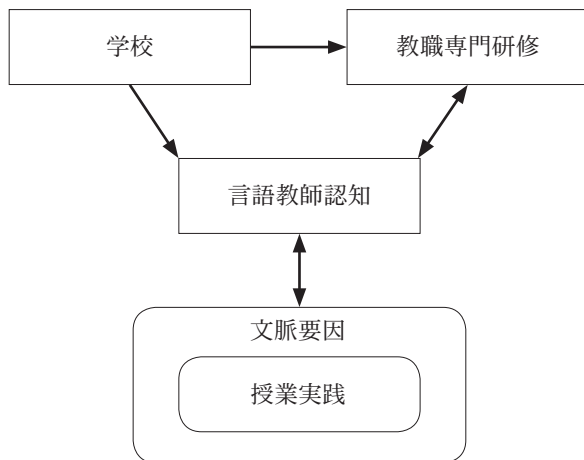 学校
教職専門研修
言語教師認知
文脈要因
授業実践